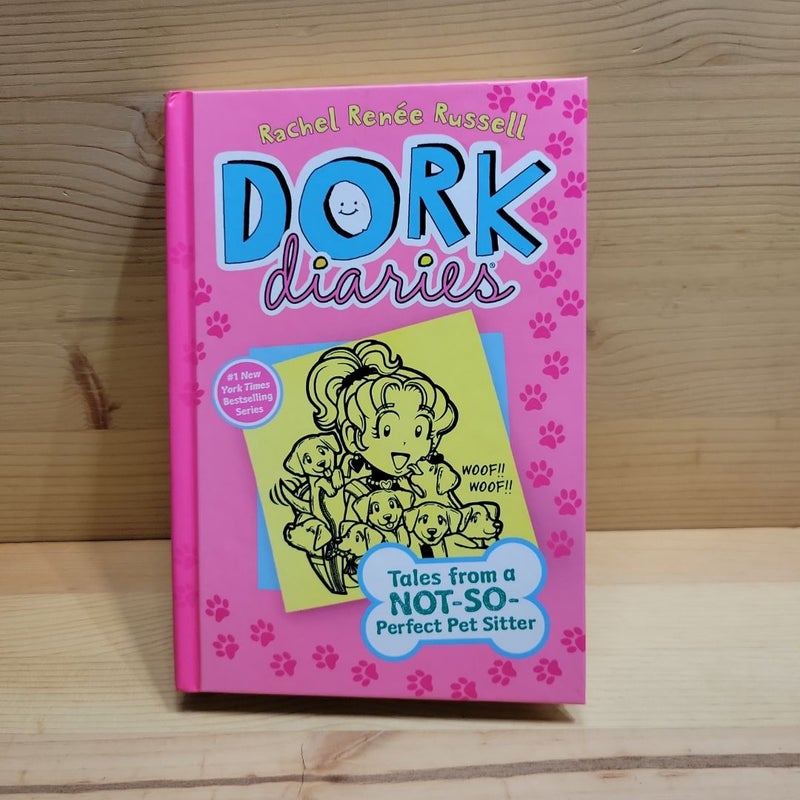 Rachel Renée Russell
DORK
diaries®
#1 New
York Times
Bestselling
Series
WOOF!!
WOOF!!
Tales from a
NOT-SO-
Perfect Pet Sitter